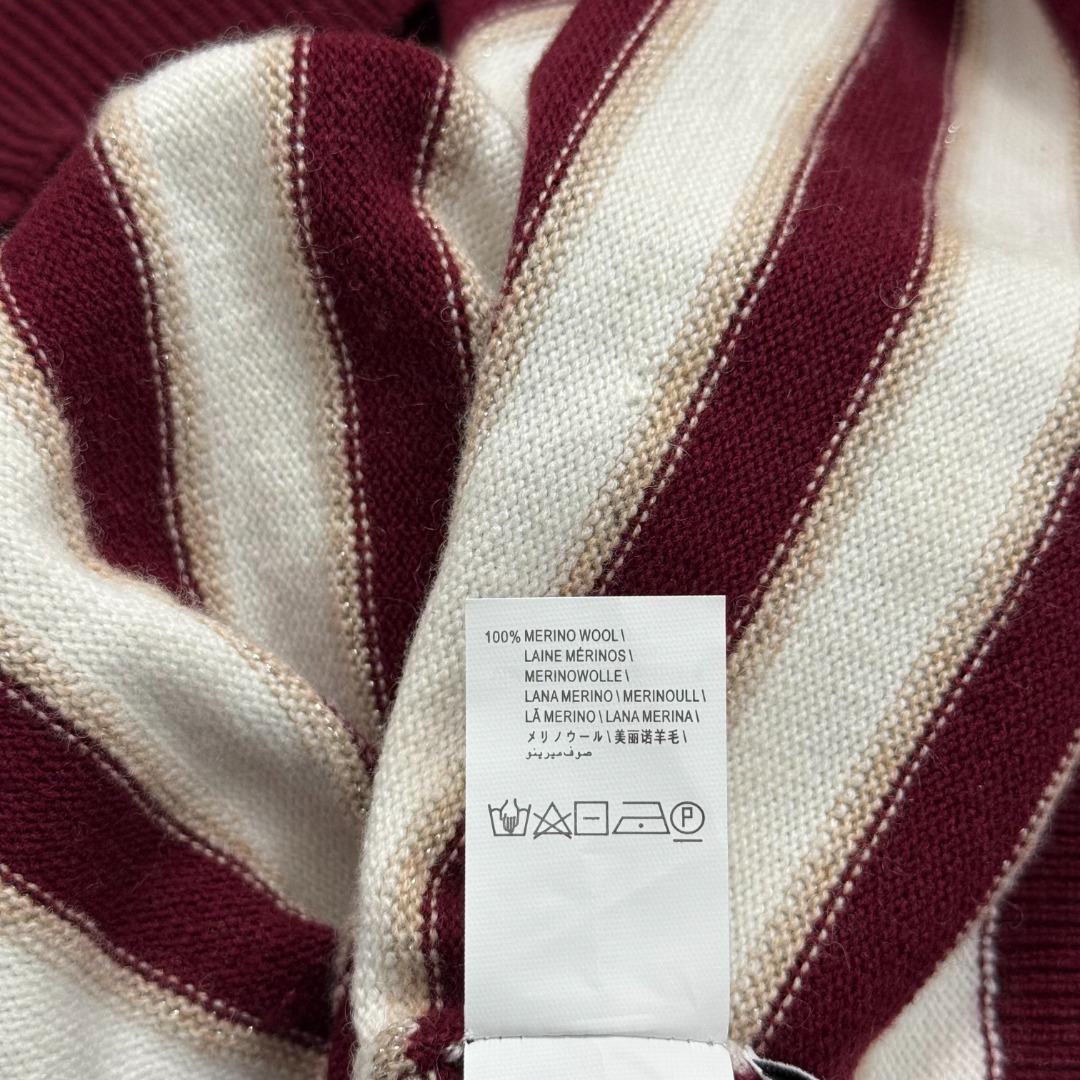 100% MERINO WOOL\
LAINE MÉRINOS\
MERINOWOLLE\
LANA MERINO\MERINOULL\
LÃ MERINO\LANA MERINA\
メリノウール\美丽诺羊毛\
صوف ميرينو
P